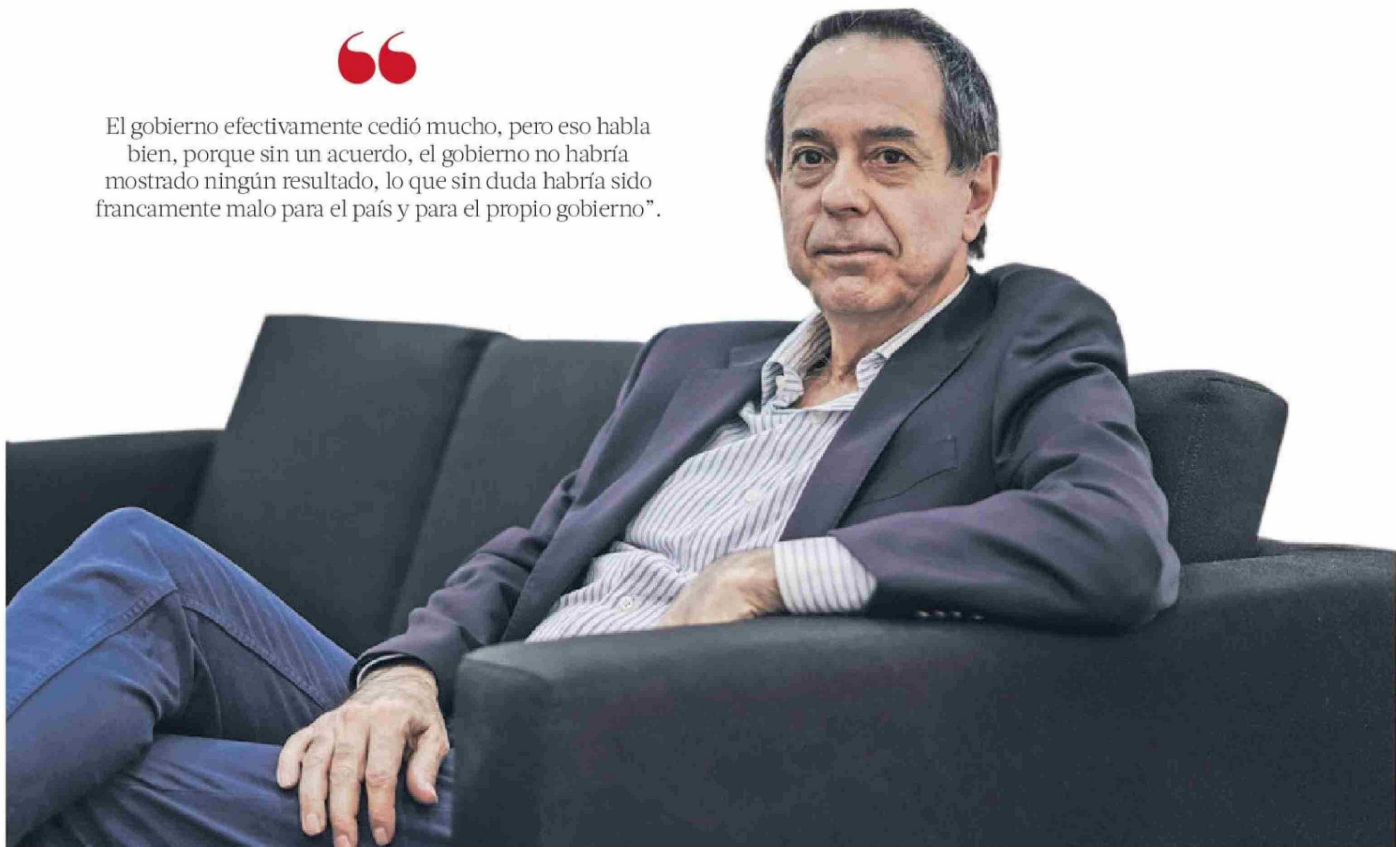 El gobierno efectivamente cedió mucho, pero eso habla
bien, porque sin un acuerdo, el gobierno no habría
mostrado ningún resultado, lo que sin duda habría sido
francamente malo para el país y para el propio gobierno”.